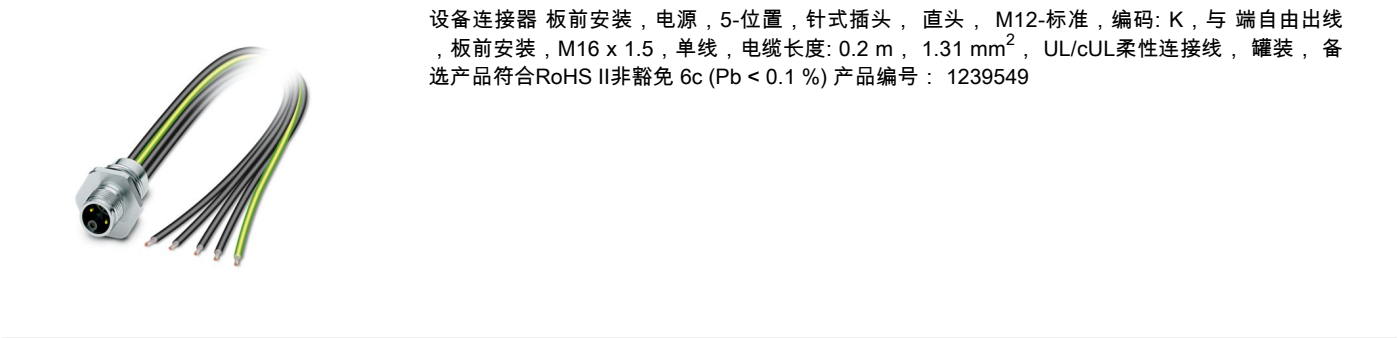 设备连接器 板前安装，电源，5-位置，针式插头， 直头， M12-标准，编码: K，与 端自由出线
，板前安装，M16 x 1.5，单线，电缆长度: 0.2 m， 1.31 mm²， UL/cUL柔性连接线， 罐装， 备
选产品符合RoHS II非豁免 6c (Pb < 0.1 %) 产品编号： 1239549